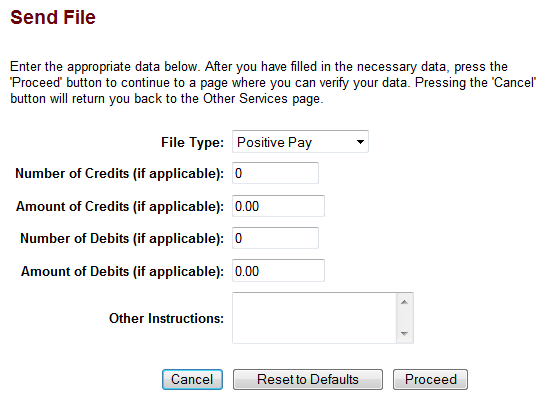 Send File
Enter the appropriate data below. After you have filled in the necessary data, press the
'Proceed' button to continue to a page where you can verify your data. Pressing the 'Cancel'
button will return you back to the Other Services page.
File Type: Positive Pay
Number of Credits (if applicable): 0
Amount of Credits (if applicable): 0.00
Number of Debits (if applicable): 0
Amount of Debits (if applicable): 0.00
Other Instructions:
Cancel Reset to Defaults Proceed